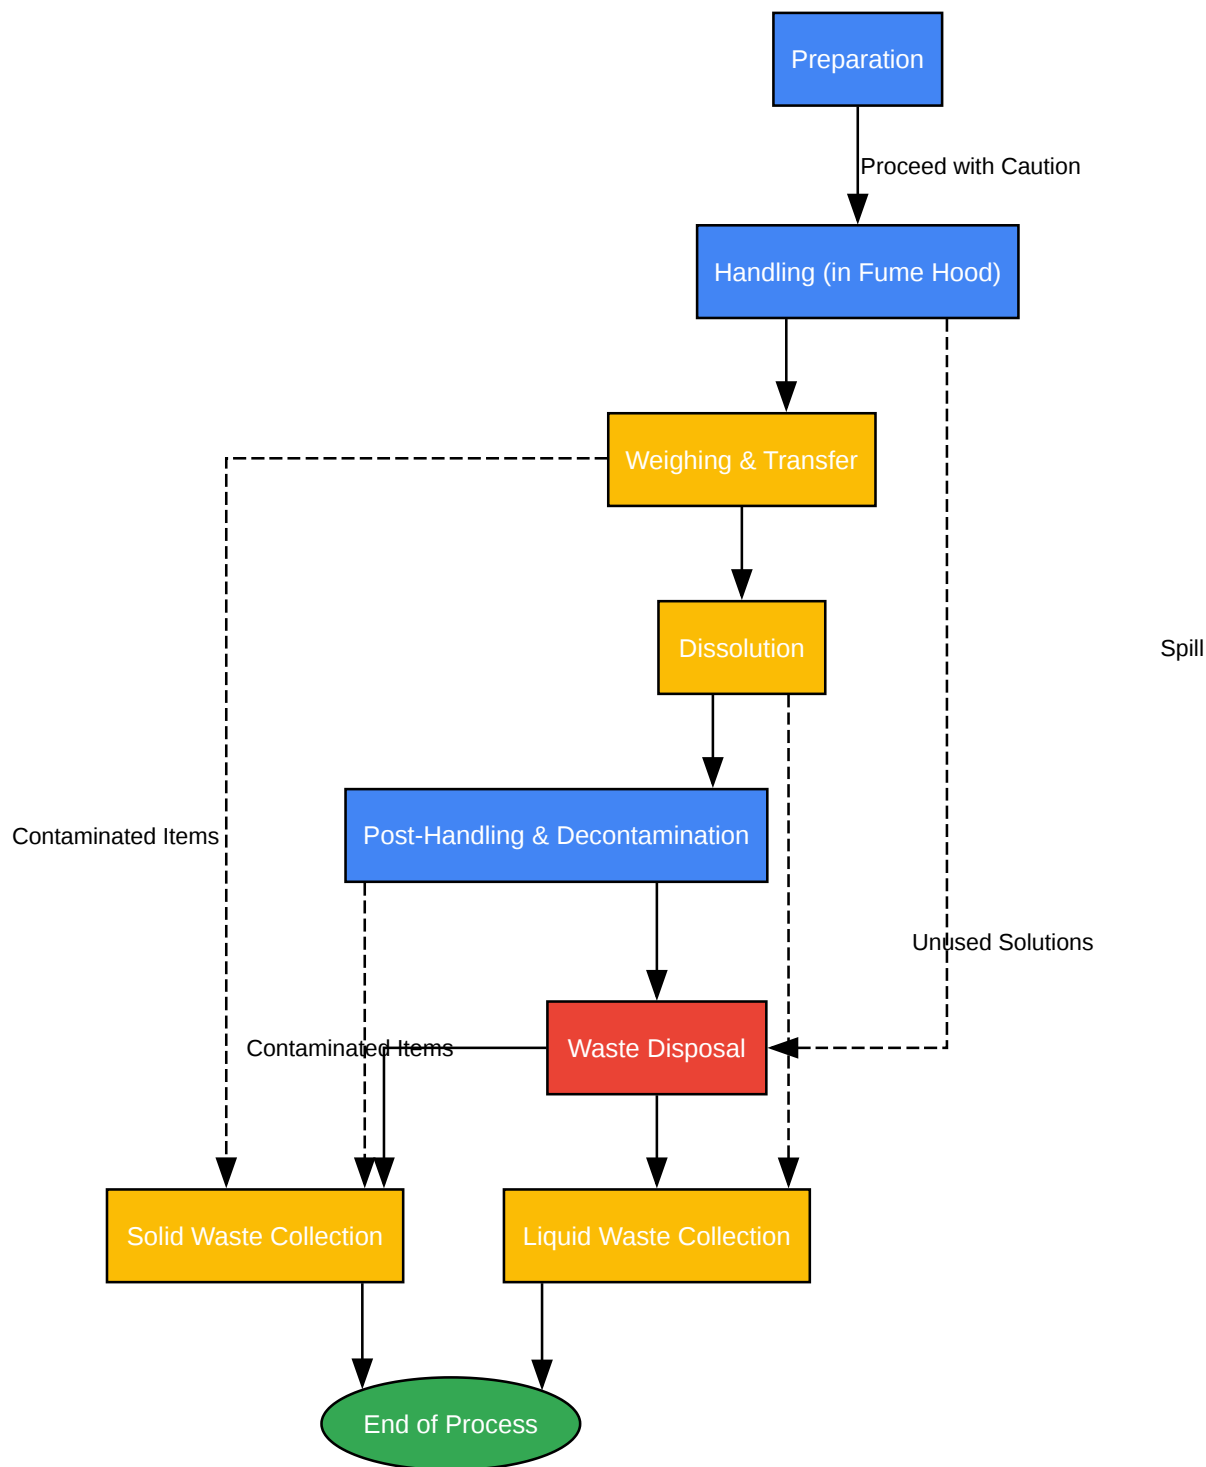 Preparation
Proceed with Caution
Handling (in Fume Hood)
Weighing & Transfer
Dissolution
Spill
Post-Handling & Decontamination
Contaminated Items
Unused Solutions
Contaminated Items
Waste Disposal
Solid Waste Collection
Liquid Waste Collection
End of Process